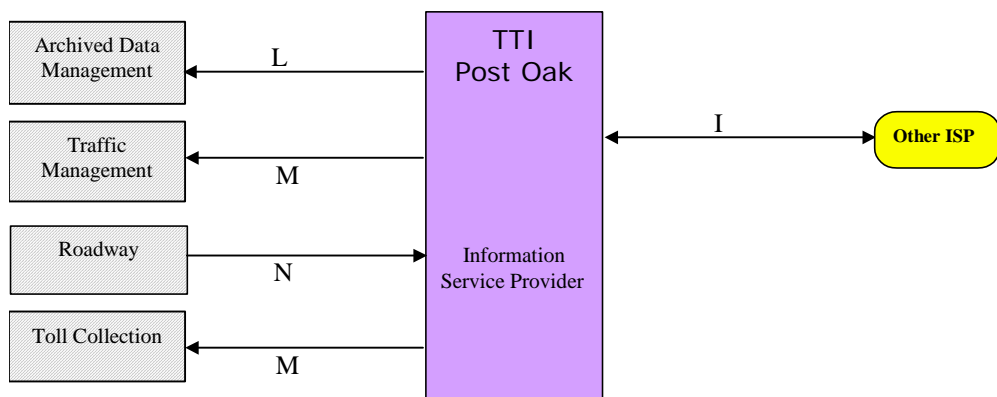 Archived Data
Management
L
TTI
Post Oak
I
Other ISP
Traffic
Management
M
Roadway
N
Information
Service Provider
Toll Collection
M